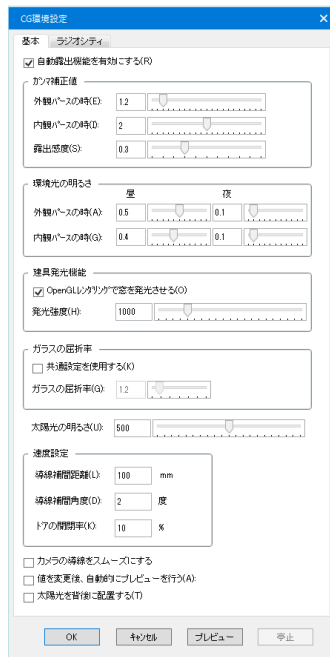 CG環境設定
基本 ラジオシティ
自動露出機能を有効にする(R)
ガンマ補正値
外観パースの時(E): 1.2
内観パースの時(I): 2
露出感度(S): 0.3
環境光の明るさ
昼 夜
外観パースの時(A): 0.5 0.1
内観パースの時(G): 0.4 0.1
建具発光機能
OpenGLレンダリングで窓を発光させる(O)
発光強度(H): 1000
ガラスの屈折率
共通設定を使用する(K)
ガラスの屈折率(G): 1.2
太陽光の明るさ(U): 500
速度設定
導線補間距離(L): 100 mm
導線補間角度(D): 2 度
ドアの開閉率(K): 10 %
カメラの導線をスムーズにする
値を変更後、自動的にプレビューを行う(A):
太陽光を背後に配置する(T)
OK キャンセル プレビュー 停止